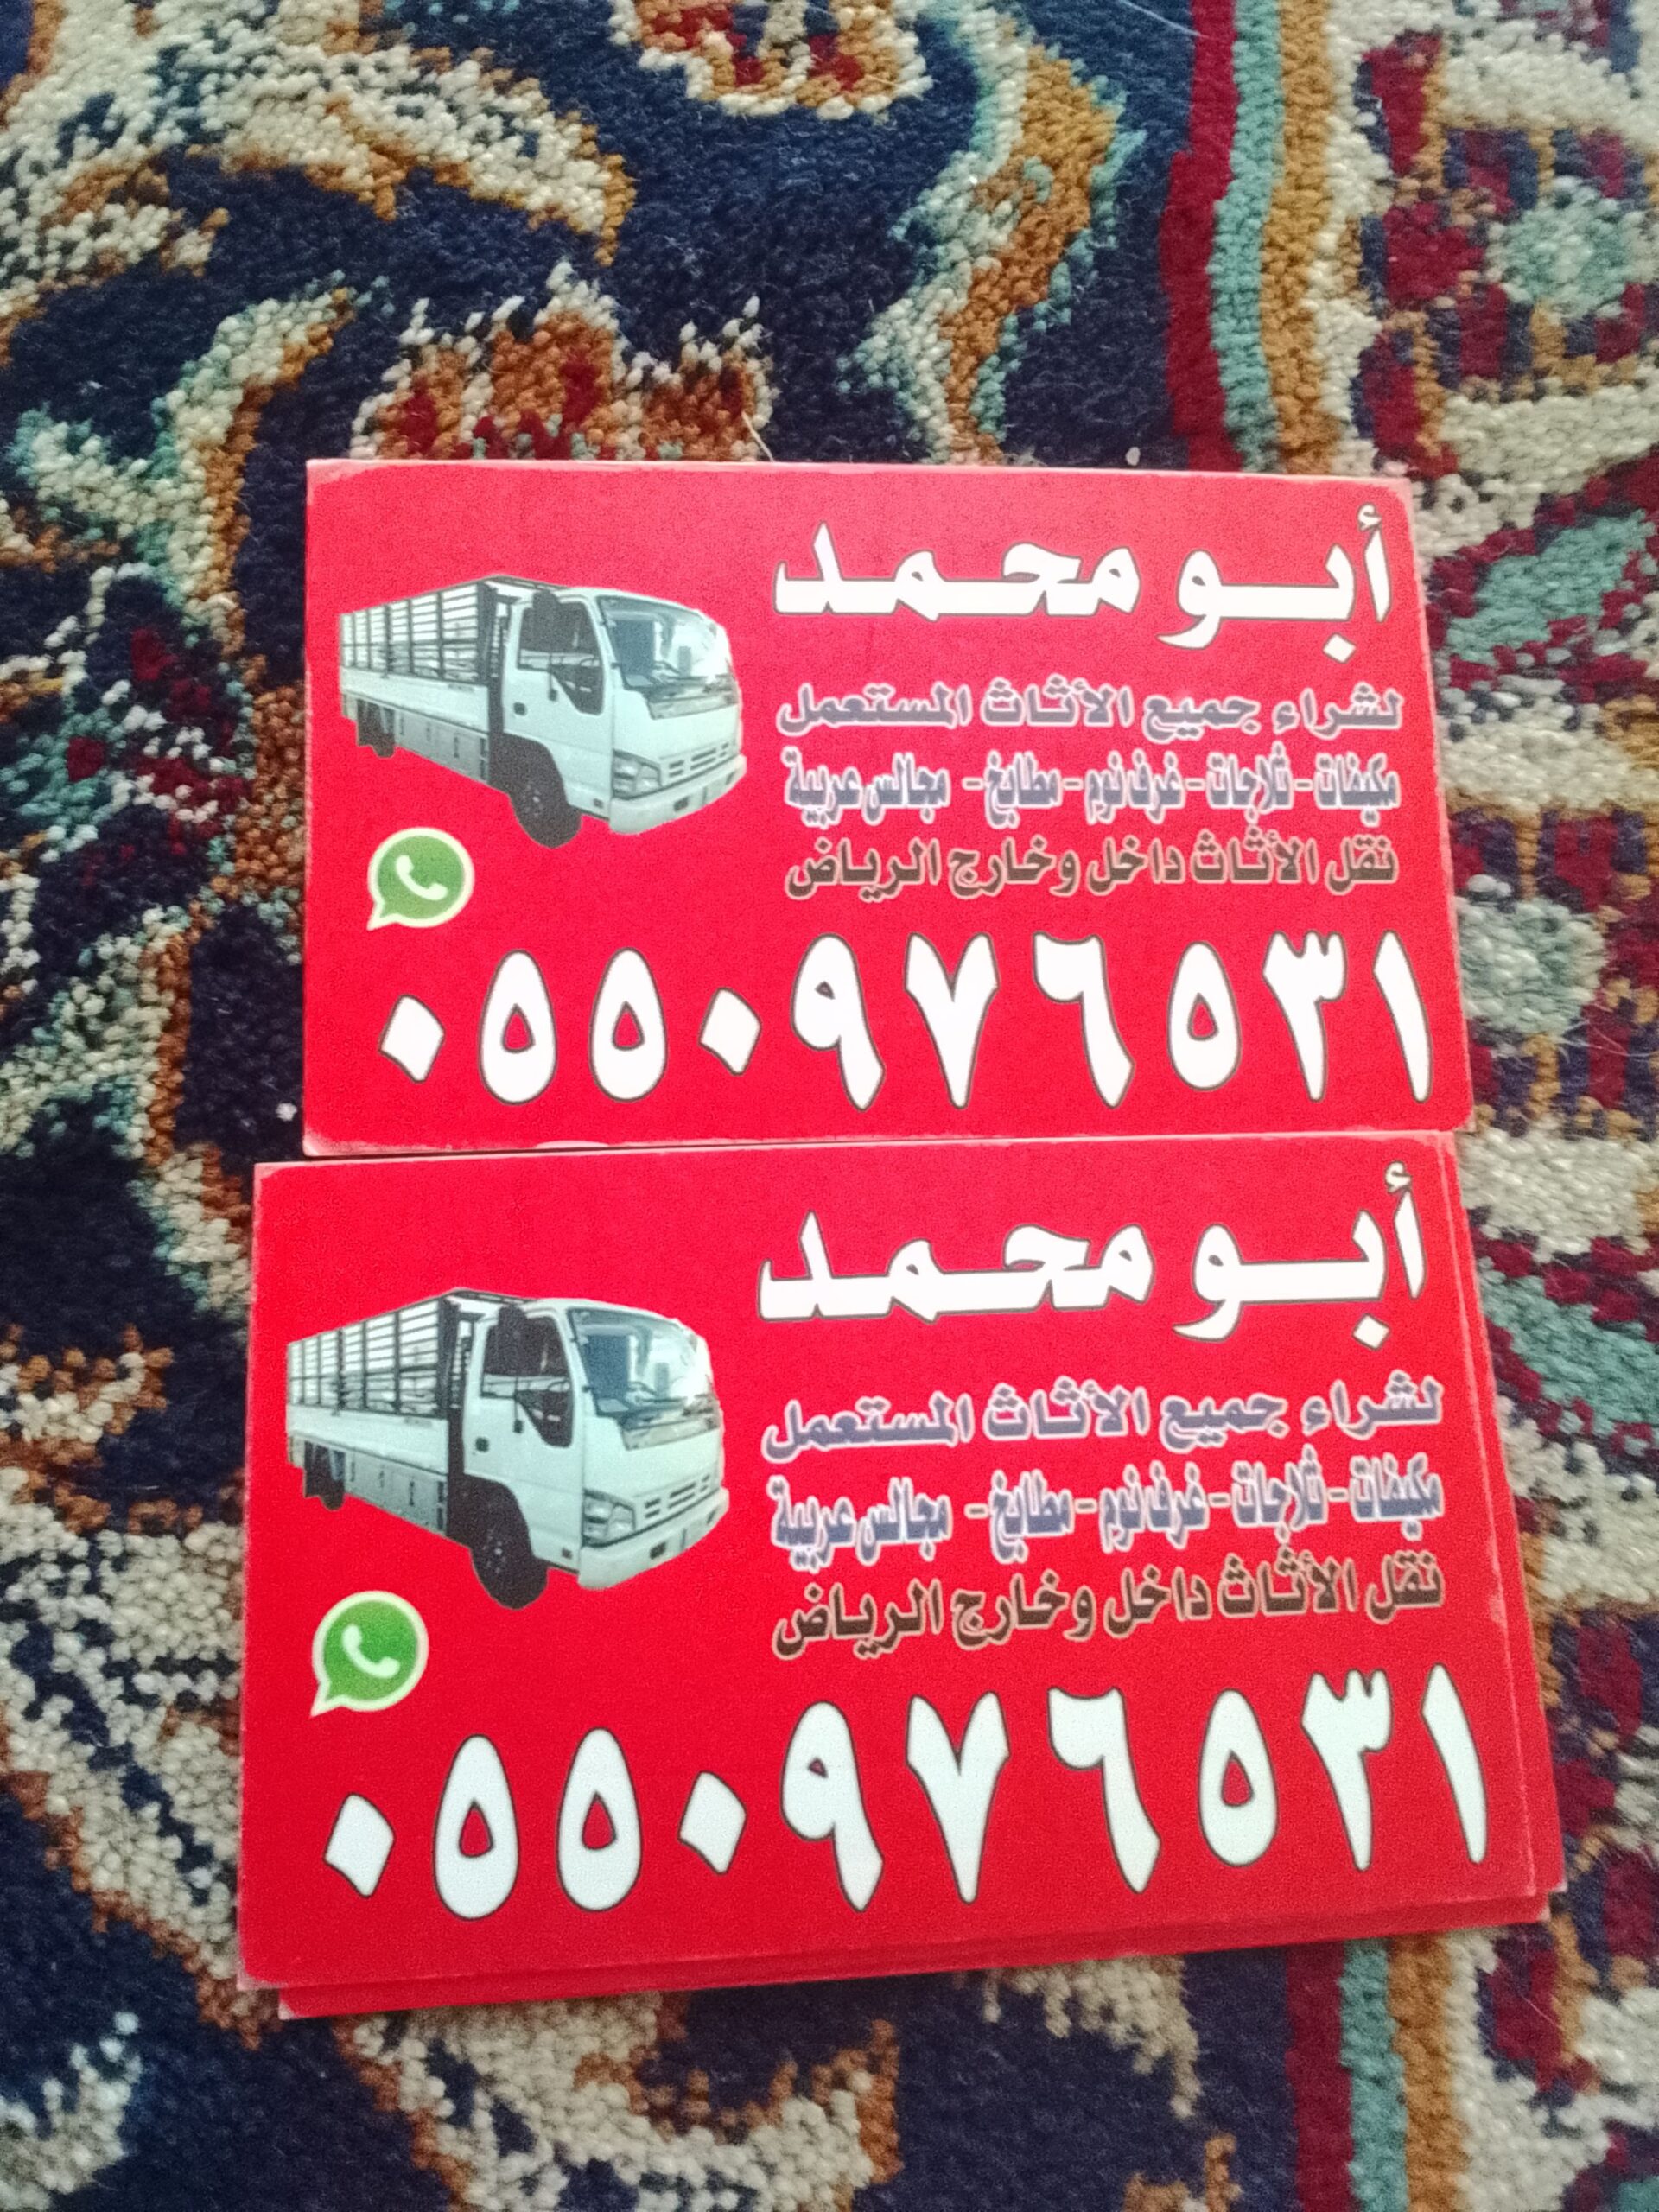 أبو محمد
لشراء جميع الأثاث المستعمل
مكيفات - ثلاجات - غرف نوم - مطابخ - مجالس عربية
نقل الأثاث داخل وخارج الرياض
٠٥٥٠٩٧٦٥٣١
أبو محمد
لشراء جميع الأثاث المستعمل
مكيفات - ثلاجات - غرف نوم - مطابخ - مجالس عربية
نقل الأثاث داخل وخارج الرياض
٠٥٥٠٩٧٦٥٣١